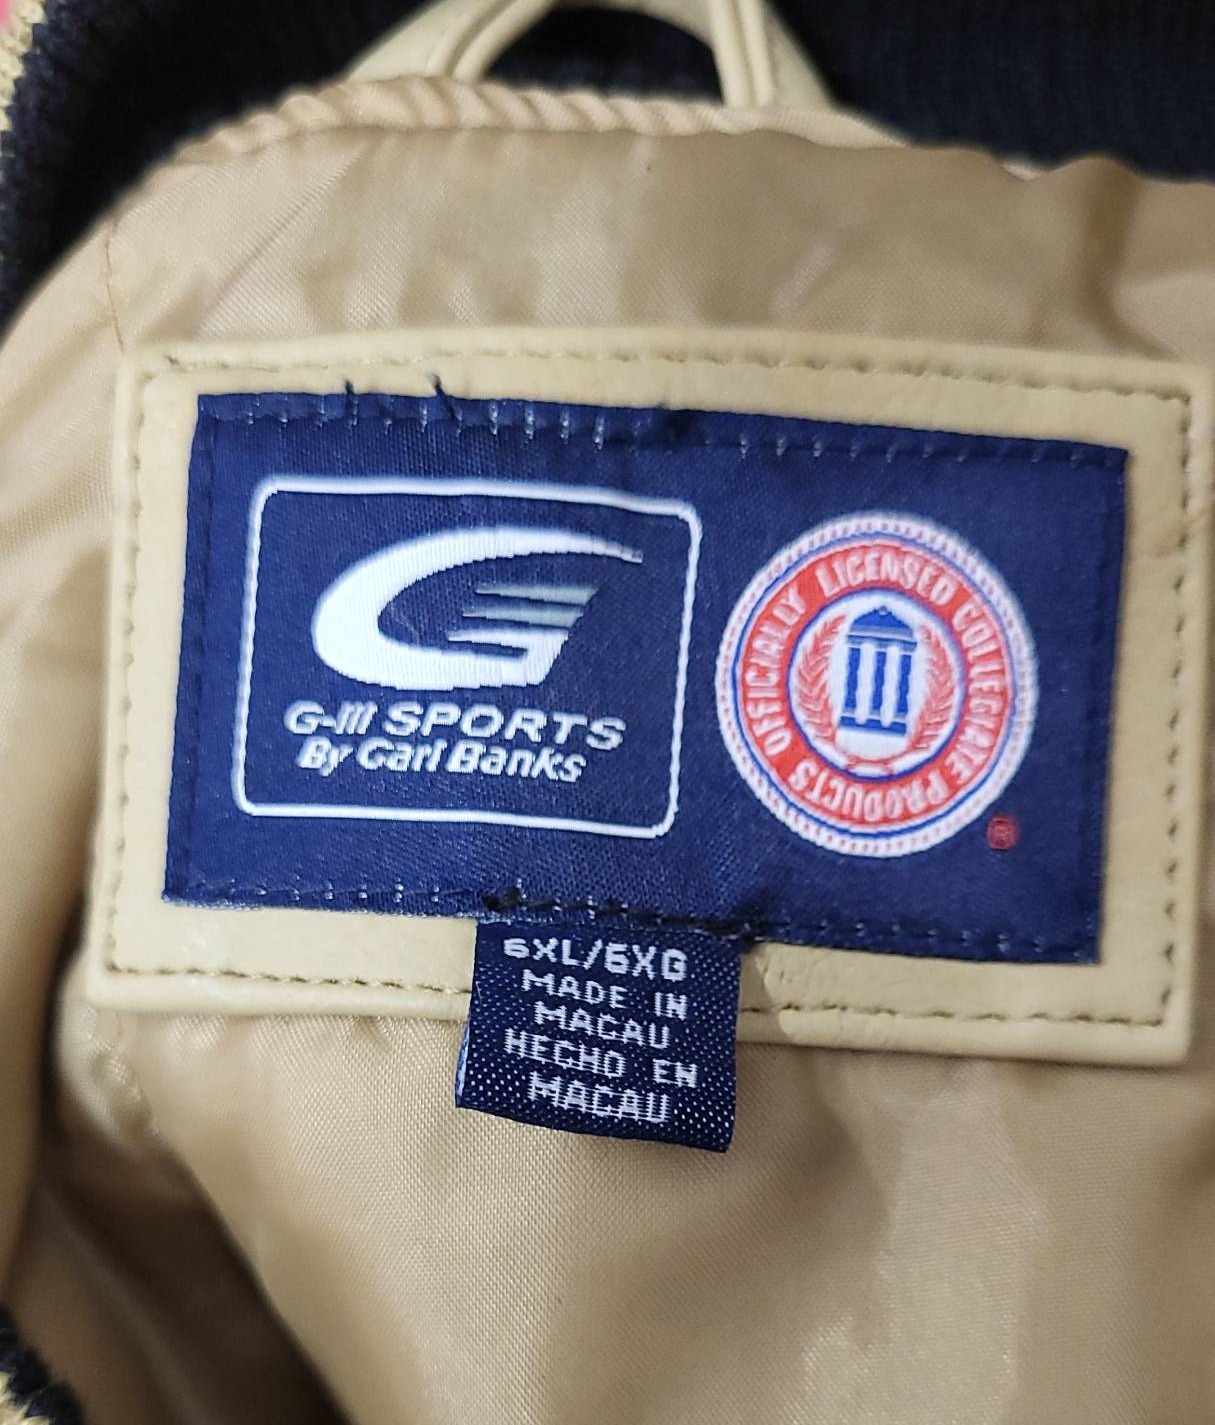 G-III SPORTS
By Carl Banks
OFFICIALLY LICENSED COLLEGIATE PRODUCTS
®
6XL/6XG
MADE IN
MACAU
HECHO EN
MACAU